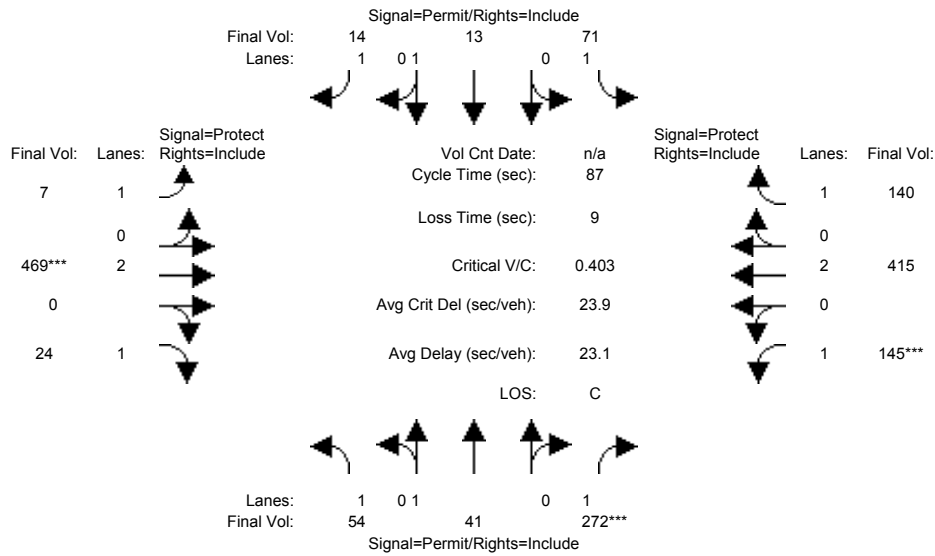 Signal=Permit/Rights=Include
Final Vol: 14 13 71
Lanes: 1 0 1 0 1
Signal=Protect Signal=Protect
Final Vol: Lanes: Rights=Include Vol Cnt Date: n/a Rights=Include Lanes: Final Vol:
Cycle Time (sec): 87
7 1 1 140
Loss Time (sec): 9
0 0
469*** 2 Critical V/C: 0.403 2 415
0 Avg Crit Del (sec/veh): 23.9 0
24 1 Avg Delay (sec/veh): 23.1 1 145***
LOS: C
Lanes: 1 0 1 0 1
Final Vol: 54 41 272***
Signal=Permit/Rights=Include